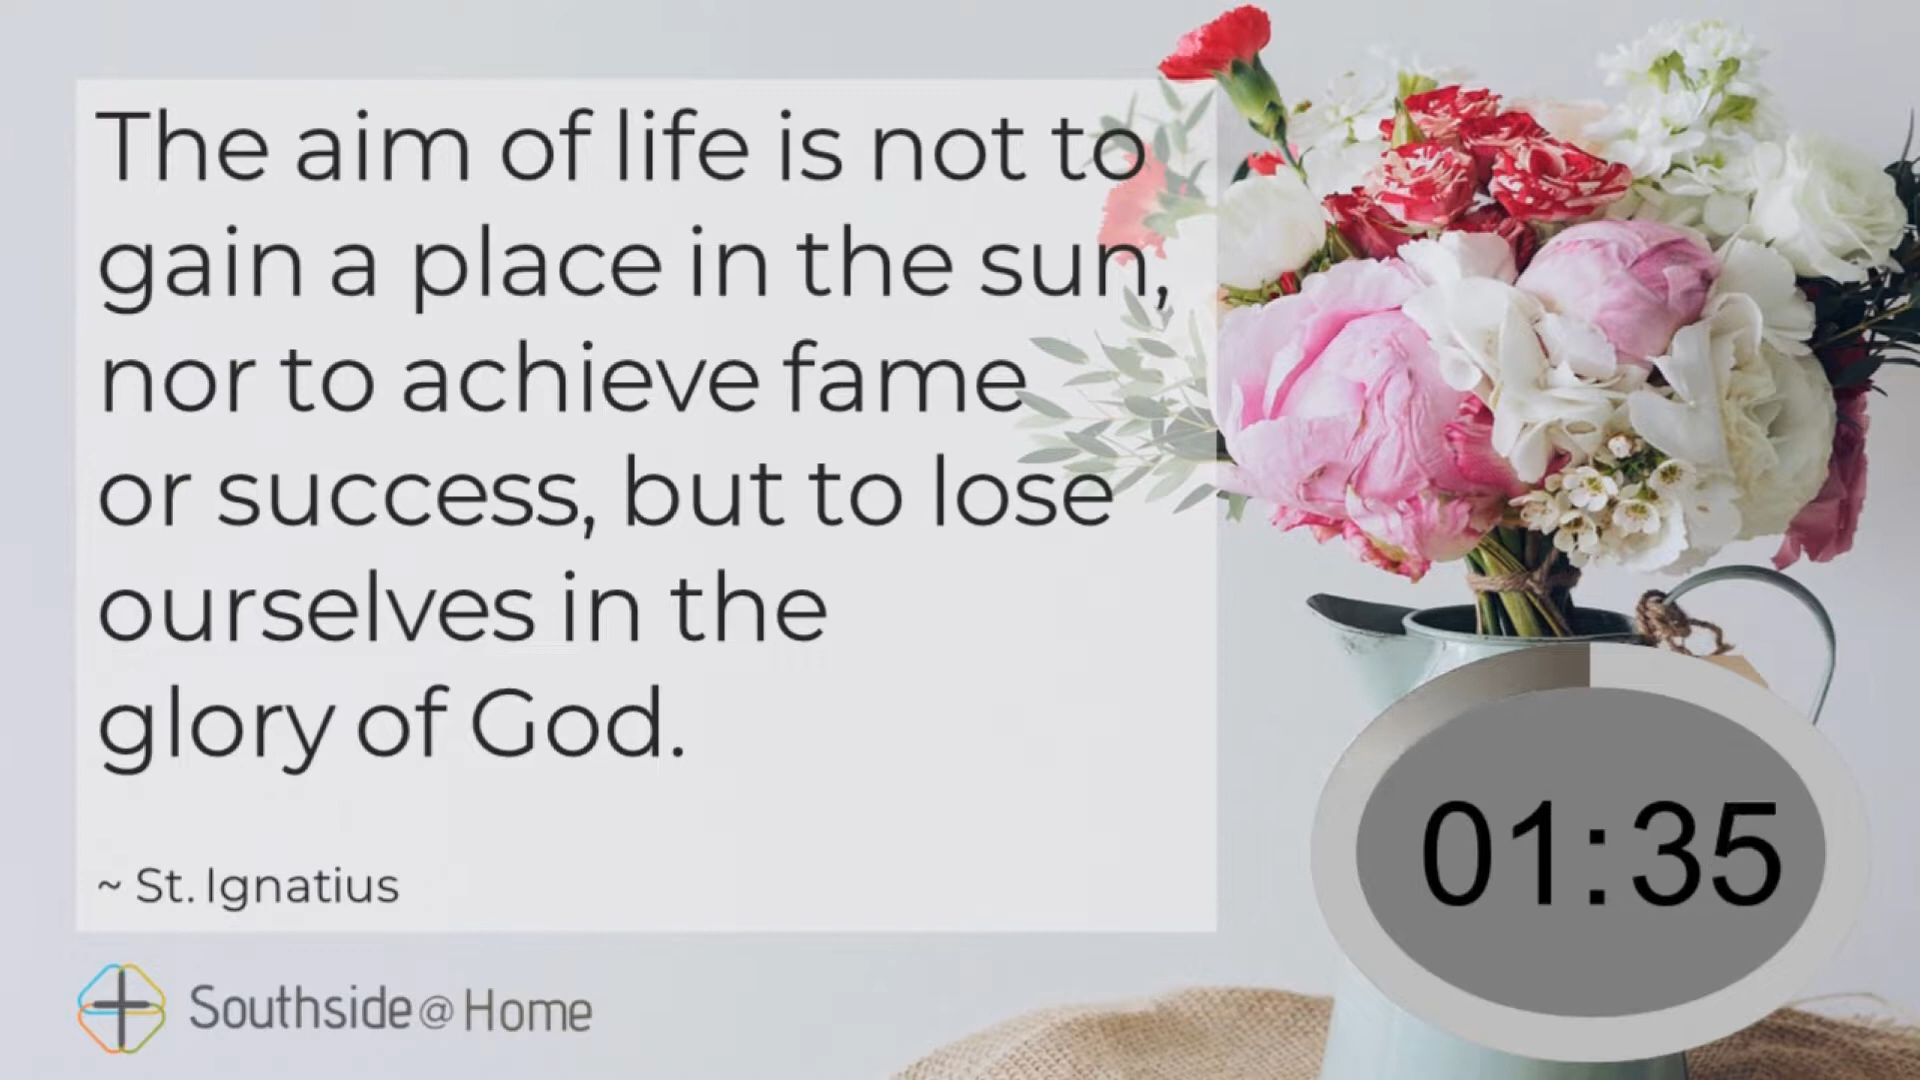 The aim of life is not to
gain a place in the sun,
nor to achieve fame
or success, but to lose
ourselves in the
glory of God.
~ St. Ignatius
Southside@Home
01:35